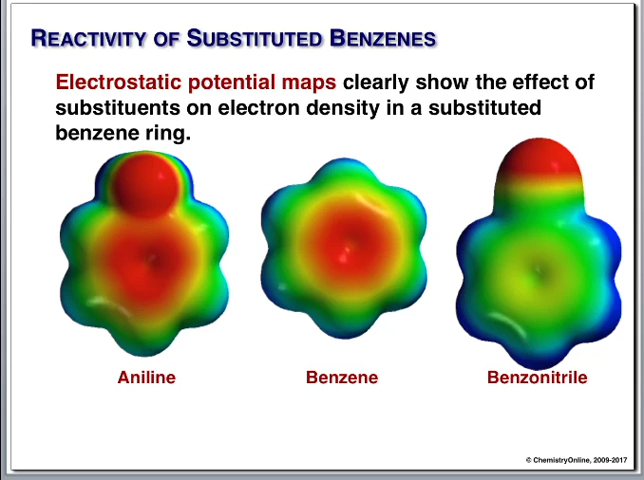 REACTIVITY OF SUBSTITUTED BENZENES
Electrostatic potential maps clearly show the effect of
substituents on electron density in a substituted
benzene ring.
Aniline
Benzene
Benzonitrile
© ChemistryOnline, 2009-2017